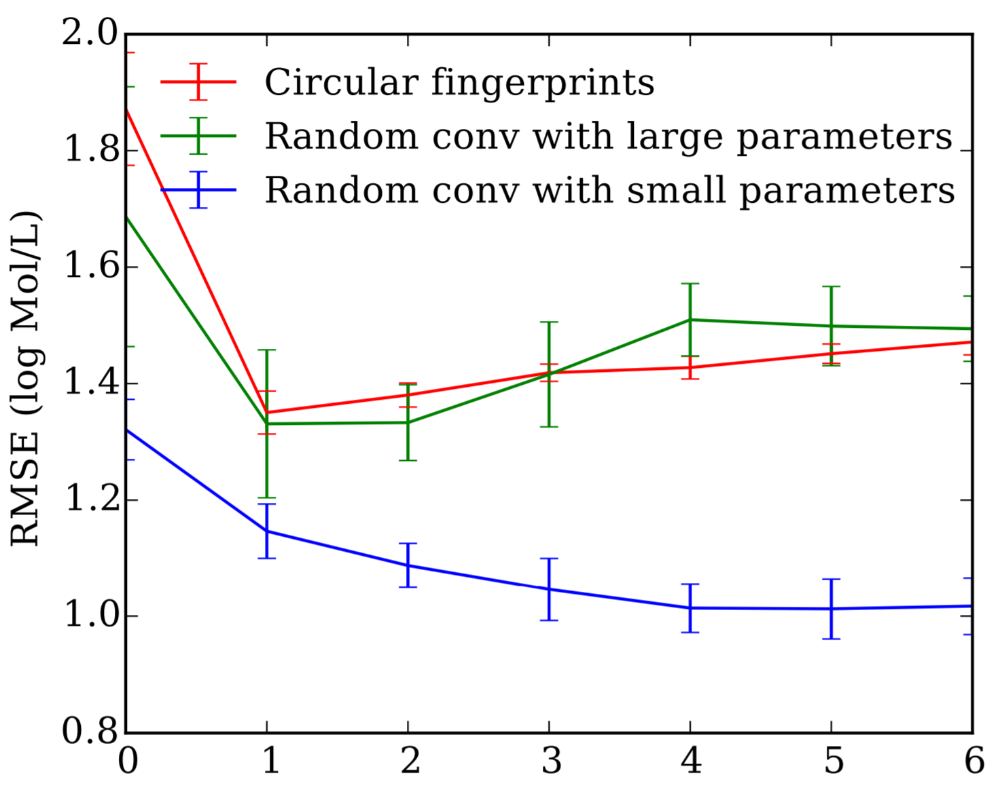 2.0
1.8
1.6
1.4
1.2
1.0
0.8
RMSE (log Mol/L)
Circular fingerprints
Random conv with large parameters
Random conv with small parameters
0 1 2 3 4 5 6